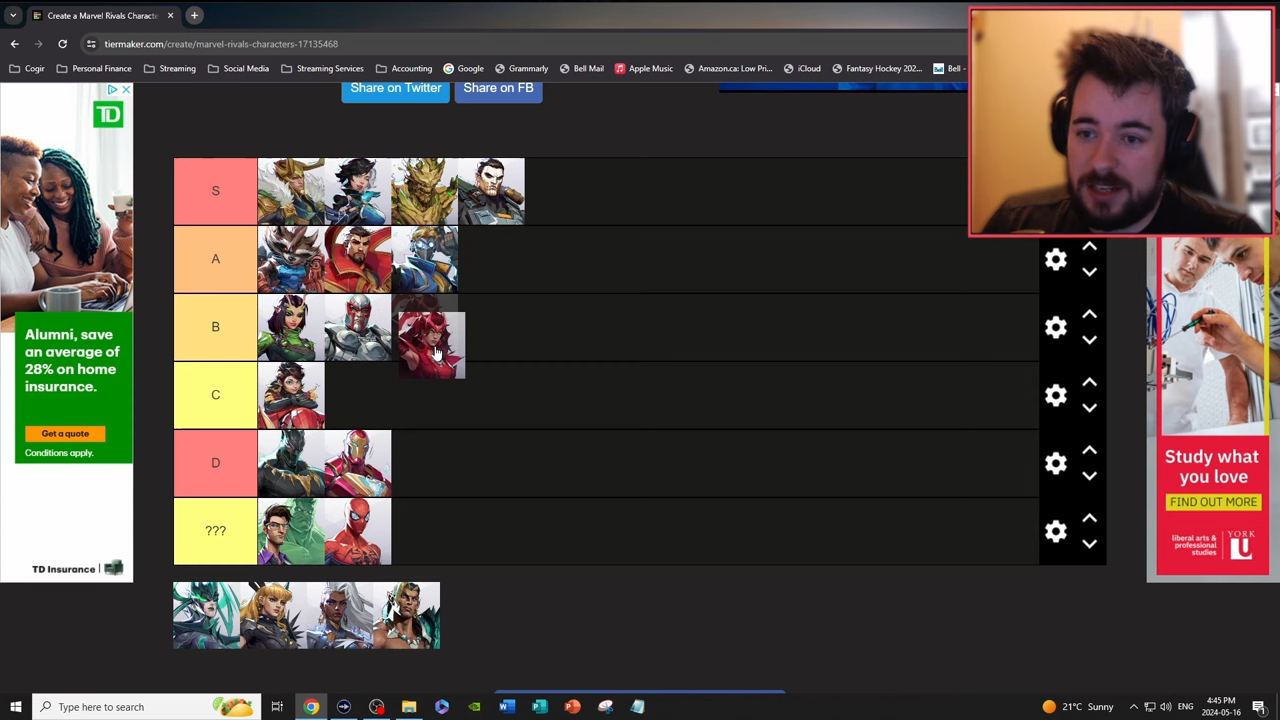 Create a Marvel Rivals Charact
tiermaker.com/create/marvel-rivals-characters-17135468
Cogir
Personal Finance
Streaming
Social Media
Streaming Services
Accounting
Google
Grammarly
Bell Mail
Apple Music
Amazon.ca: Low Pri...
iCloud
Fantasy Hockey 202...
Bell -
Share on Twitter
Share on FB
TD
S
A
B
C
D
???
Alumni, save
an average of
28% on home
insurance.
Get a quote
Conditions apply.
TD Insurance
Study what
you love
FIND OUT MORE
liberal arts &
professional
studies
YORK
U
Type here to search
21°C Sunny
ENG
4:45 PM
2024-05-16
1